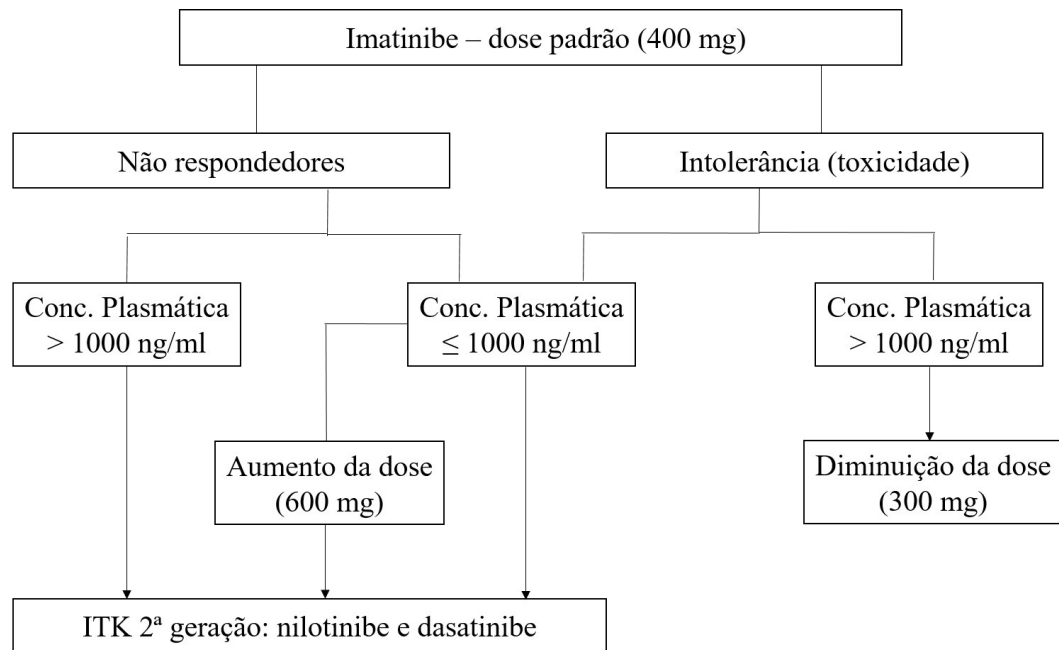 Imatinibe – dose padrão (400 mg)
Não respondedores
Intolerância (toxicidade)
Conc. Plasmática
> 1000 ng/ml
Conc. Plasmática
≤ 1000 ng/ml
Conc. Plasmática
> 1000 ng/ml
Aumento da dose
(600 mg)
Diminuição da dose
(300 mg)
ITK 2ª geração: nilotinibe e dasatinibe